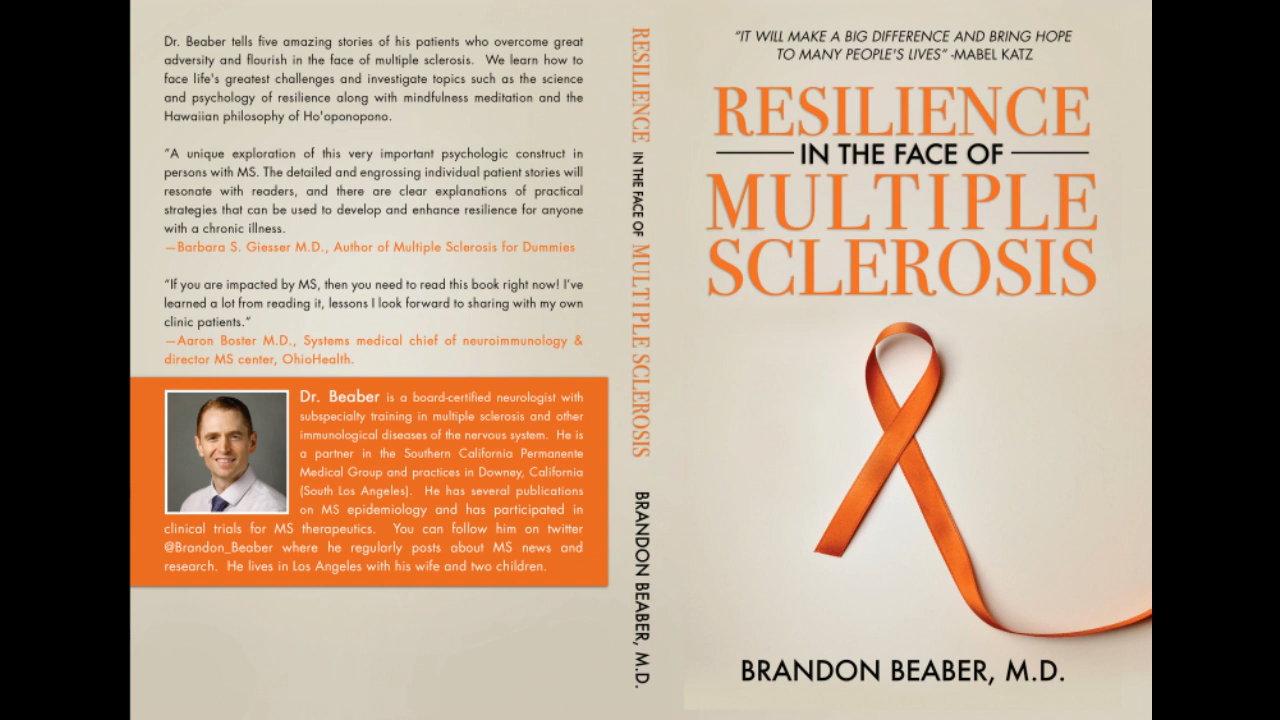 Dr. Beaber tells five amazing stories of his patients who overcome great
adversity and flourish in the face of multiple sclerosis. We learn how to
face life's greatest challenges and investigate topics such as the science
and psychology of resilience along with mindfulness meditation and the
Hawaiian philosophy of Ho'oponopono.
“A unique exploration of this very important psychologic construct in
persons with MS. The detailed and engrossing individual patient stories will
resonate with readers, and there are clear explanations of practical
strategies that can be used to develop and enhance resilience for anyone
with a chronic illness.
—Barbara S. Giesser M.D., Author of Multiple Sclerosis for Dummies
“If you are impacted by MS, then you need to read this book right now! I’ve
learned a lot from reading it, lessons I look forward to sharing with my own
clinic patients.”
—Aaron Boster M.D., Systems medical chief of neuroimmunology &
director MS center, OhioHealth.
Dr. Beaber is a board-certified neurologist with
subspecialty training in multiple sclerosis and other
immunological diseases of the nervous system. He is
a partner in the Southern California Permanente
Medical Group and practices in Downey, California
(South Los Angeles). He has several publications
on MS epidemiology and has participated in
clinical trials for MS therapeutics. You can follow him on twitter
@Brandon_Beaber where he regularly posts about MS news and
research. He lives in Los Angeles with his wife and two children.
RESILIENCE IN THE FACE OF MULTIPLE SCLEROSIS BRANDON BEABER, M.D.
“IT WILL MAKE A BIG DIFFERENCE AND BRING HOPE
TO MANY PEOPLE'S LIVES” -MABEL KATZ
RESILIENCE
IN THE FACE OF
MULTIPLE
SCLEROSIS
BRANDON BEABER, M.D.